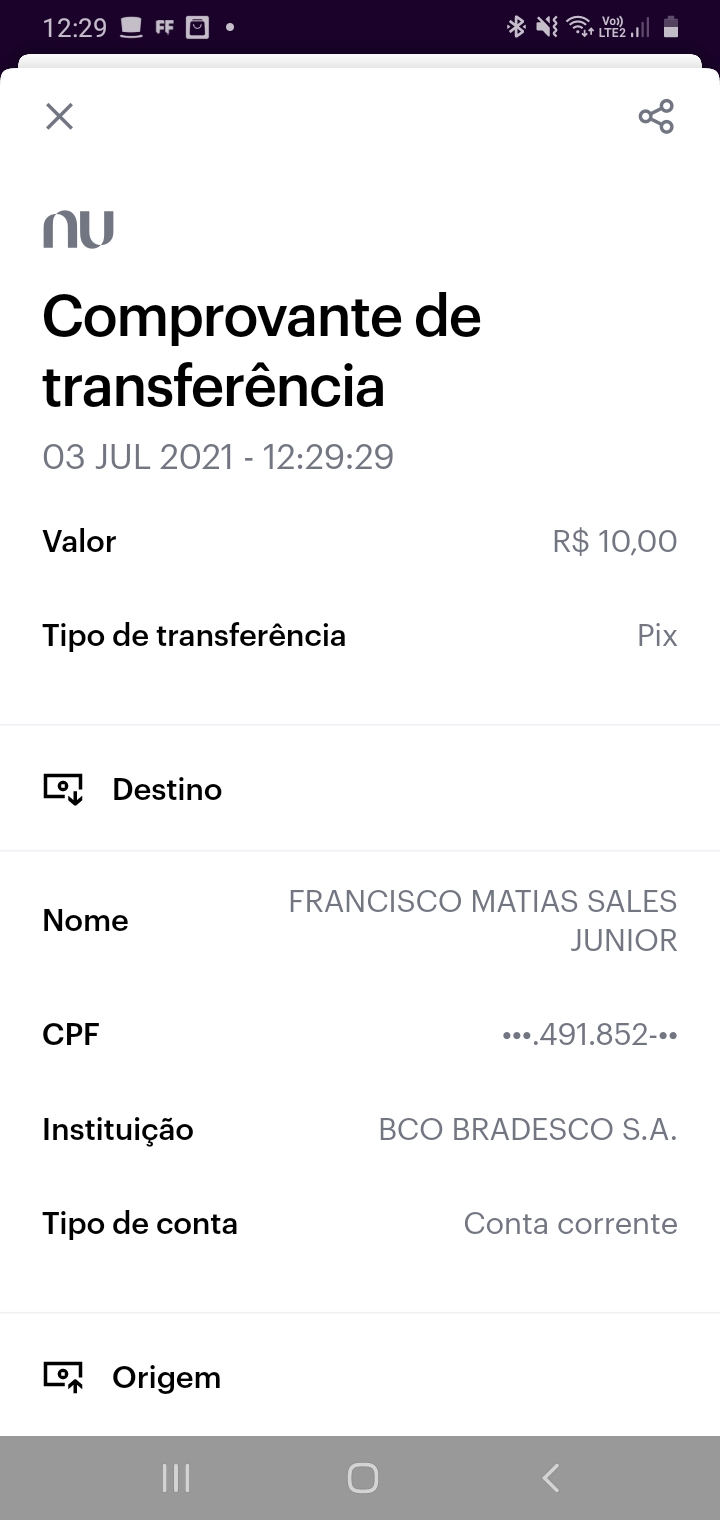 12:29 FF Vo)) LTE2
nu
Comprovante de
transferência
03 JUL 2021 - 12:29:29
Valor R$ 10,00
Tipo de transferência Pix
Destino
Nome FRANCISCO MATIAS SALES
JUNIOR
CPF •••.491.852-••
Instituição BCO BRADESCO S.A.
Tipo de conta Conta corrente
Origem